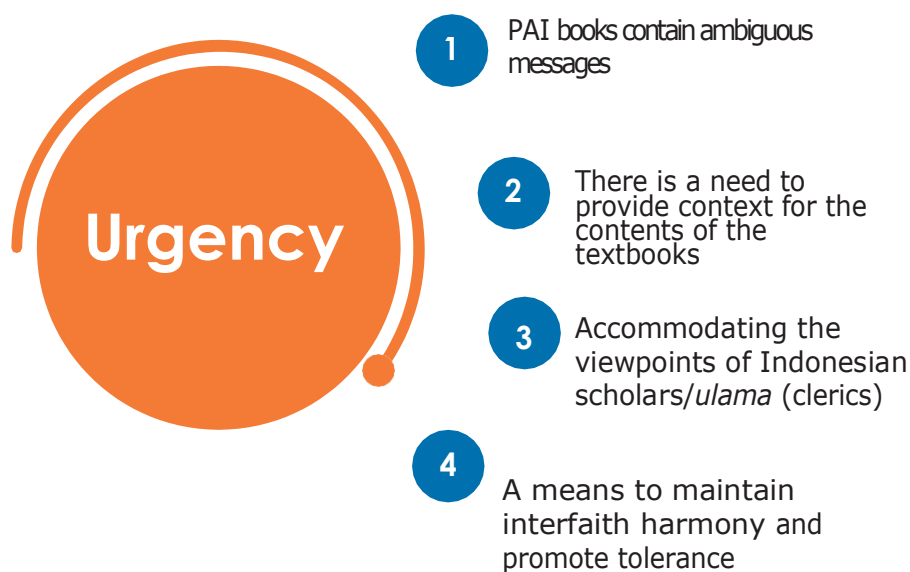 Urgency
1
PAI books contain ambiguous
messages
2
There is a need to
provide context for the
contents of the
textbooks
3
Accommodating the
viewpoints of Indonesian
scholars/ulama (clerics)
4
A means to maintain
interfaith harmony and
promote tolerance